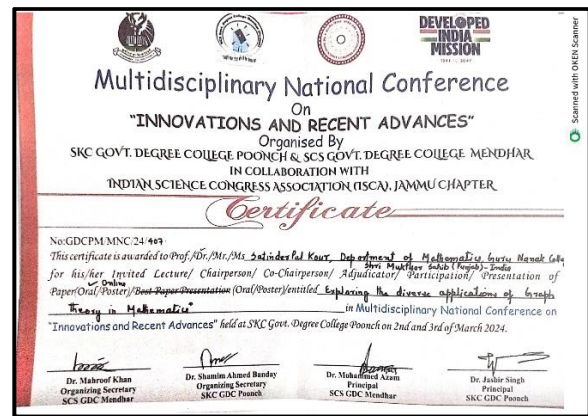 DEVELOPED
INDIA
MISSION
Multidisciplinary National Conference
On
"INNOVATIONS AND RECENT ADVANCES"
Organised By
SKC GOVT. DEGREE COLLEGE POONCH & SCS GOVT. DEGREE COLLEGE MENDHAR
IN COLLABORATION WITH
INDIAN SCIENCE CONGRESS ASSOCIATION (ISCA), JAMMU CHAPTER
Certificate
No:GDCPM/MNC/24/407
This certificate is awarded to Prof./Dr./Mr./Ms Satinder Pal Kaur, Department of Mathematics, Guru Nanak College
Shri Muktsar Sahib (Punjab)-India
for his/her Invited Lecture/ Chairperson/ Co-Chairperson/ Adjudicator/ Participation/ Presentation of
Online
Paper(Oral/Poster)/Best Paper Presentation (Oral/Poster)entitled Exploring the diverse applications of Graph
Theory in Mathematics" in Multidisciplinary National Conference on
"Innovations and Recent Advances" held at SKC Govt. Degree College Poonch on 2nd and 3rd of March 2024.
Dr. Mahroof Khan
Organizing Secretary
SCS GDC Mendhar
Dr. Shamim Ahmed Banday
Organizing Secretary
SKC GDC Poonch
Dr. Mohammed Azam
Principal
SCS GDC Mendhar
Dr. Jasbir Singh
Principal
SKC GDC Poonch
Scanned with OKEN Scanner